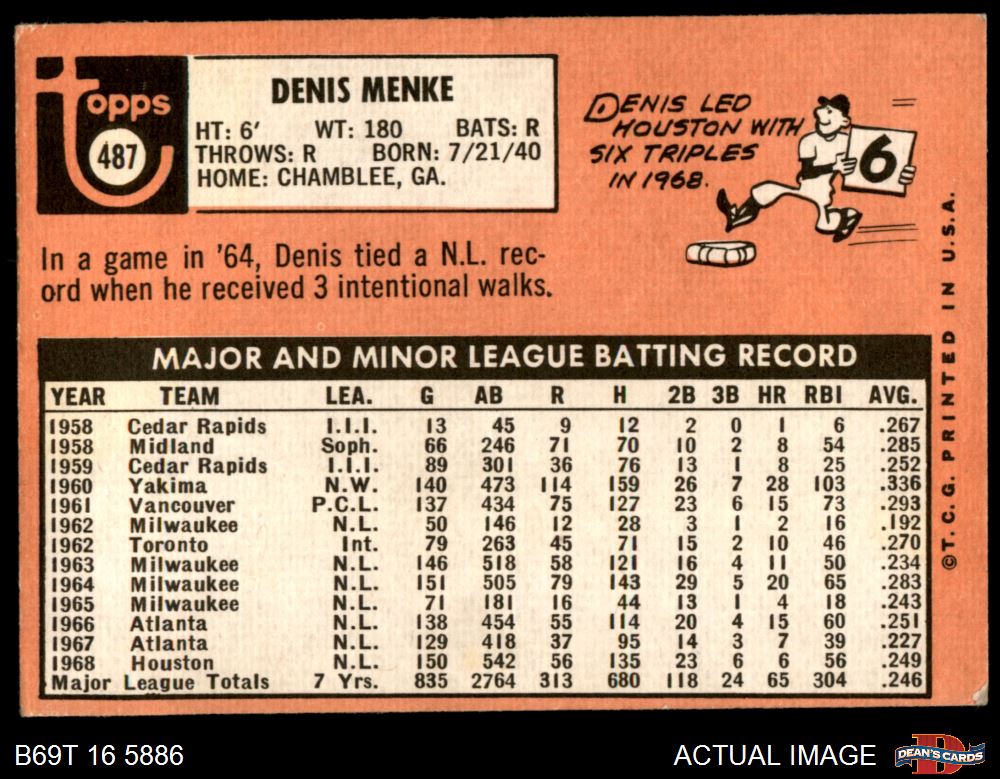 Topps
487
DENIS MENKE
HT: 6' WT: 180 BATS: R
THROWS: R BORN: 7/21/40
HOME: CHAMBLEE, GA.
DENIS LED
HOUSTON WITH
SIX TRIPLES
IN 1968.
6
In a game in '64, Denis tied a N.L. rec-
ord when he received 3 intentional walks.
MAJOR AND MINOR LEAGUE BATTING RECORD
YEAR TEAM LEA. G AB R H 2B 3B HR RBI AVG.
1958 Cedar Rapids I.I.I. 13 45 9 12 2 0 1 6 .267
1958 Midland Soph. 66 246 71 70 10 2 8 54 .285
1959 Cedar Rapids I.I.I. 89 301 36 76 13 1 8 25 .252
1960 Yakima N.W. 140 473 114 159 26 7 28 103 .336
1961 Vancouver P.C.L. 137 434 75 127 23 6 15 73 .293
1962 Milwaukee N.L. 50 146 12 28 3 1 2 16 .192
1962 Toronto Int. 79 263 45 71 15 2 10 46 .270
1963 Milwaukee N.L. 146 518 58 121 16 4 11 50 .234
1964 Milwaukee N.L. 151 505 79 143 29 5 20 65 .283
1965 Milwaukee N.L. 71 181 16 44 13 1 4 18 .243
1966 Atlanta N.L. 138 454 55 114 20 4 15 60 .251
1967 Atlanta N.L. 129 418 37 95 14 3 7 39 .227
1968 Houston N.L. 150 542 56 135 23 6 6 56 .249
Major League Totals 7 Yrs. 835 2764 313 680 118 24 65 304 .246
© T.C.G. PRINTED IN U.S.A.
B69T 16 5886
ACTUAL IMAGE
D
DEAN'S CARDS